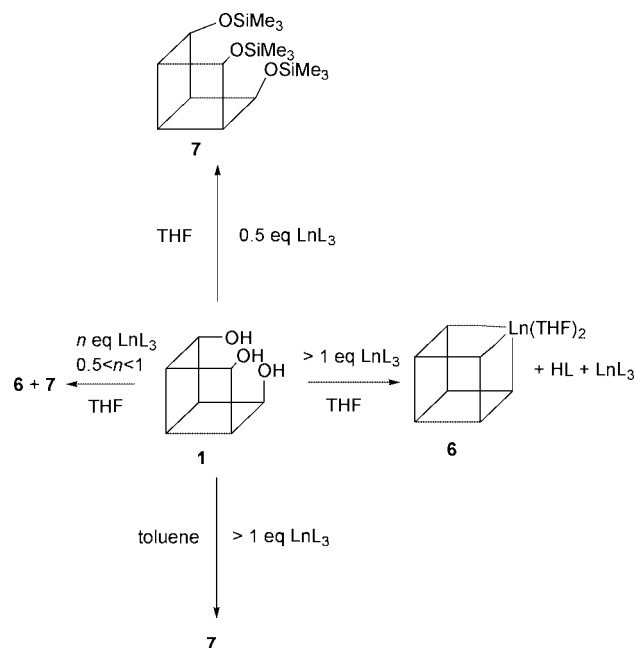 OSiMe3
OSiMe3
OSiMe3
7
THF 0.5 eq LnL3
n eq LnL3
0.5<n<1
6 + 7
THF
OH
OH
OH
1
> 1 eq LnL3
THF
Ln(THF)2
+ HL + LnL3
6
toluene > 1 eq LnL3
7